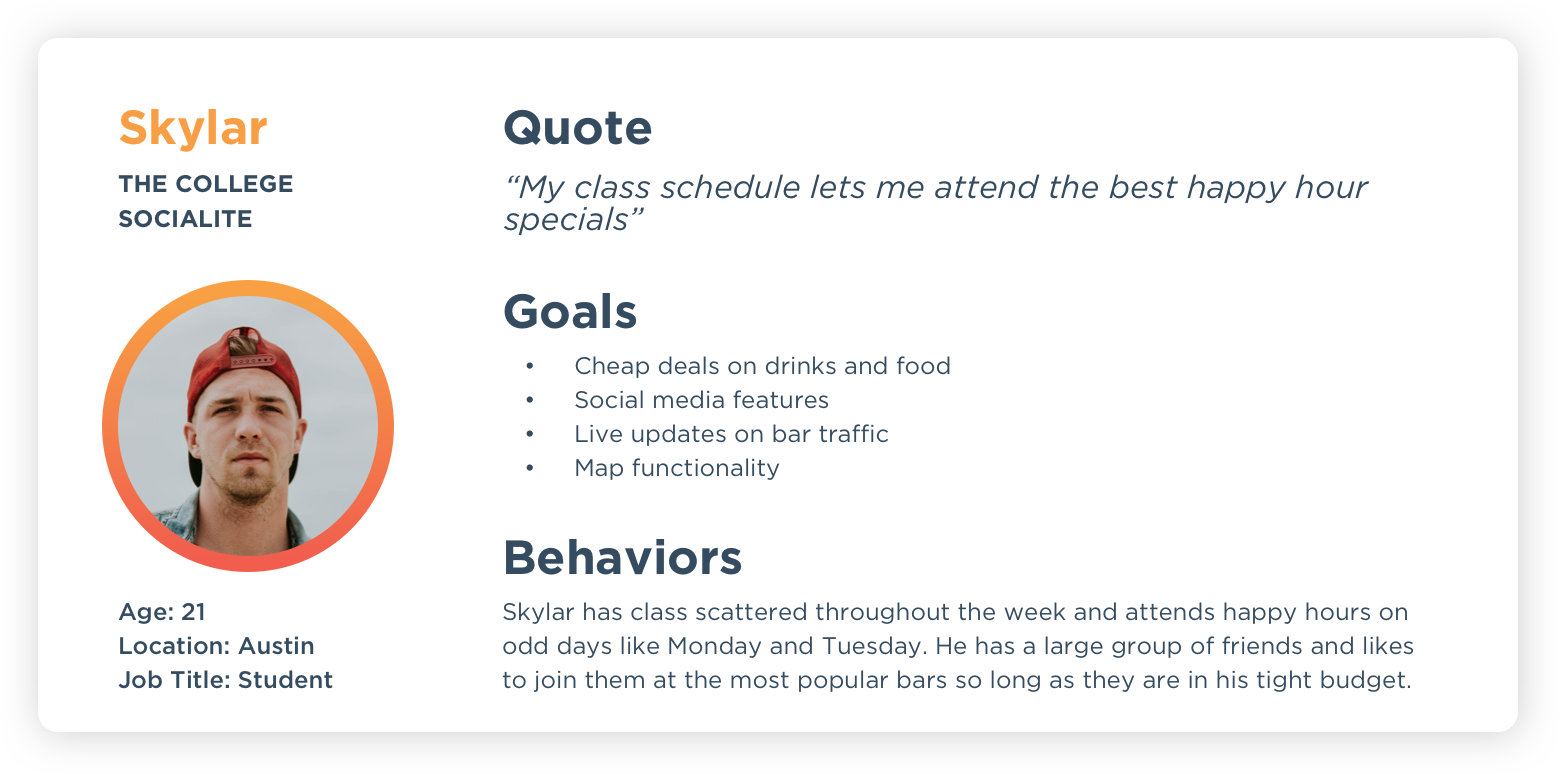 Skylar
THE COLLEGE
SOCIALITE
Age: 21
Location: Austin
Job Title: Student
Quote
“My class schedule lets me attend the best happy hour
specials”
Goals
• Cheap deals on drinks and food
• Social media features
• Live updates on bar traffic
• Map functionality
Behaviors
Skylar has class scattered throughout the week and attends happy hours on
odd days like Monday and Tuesday. He has a large group of friends and likes
to join them at the most popular bars so long as they are in his tight budget.